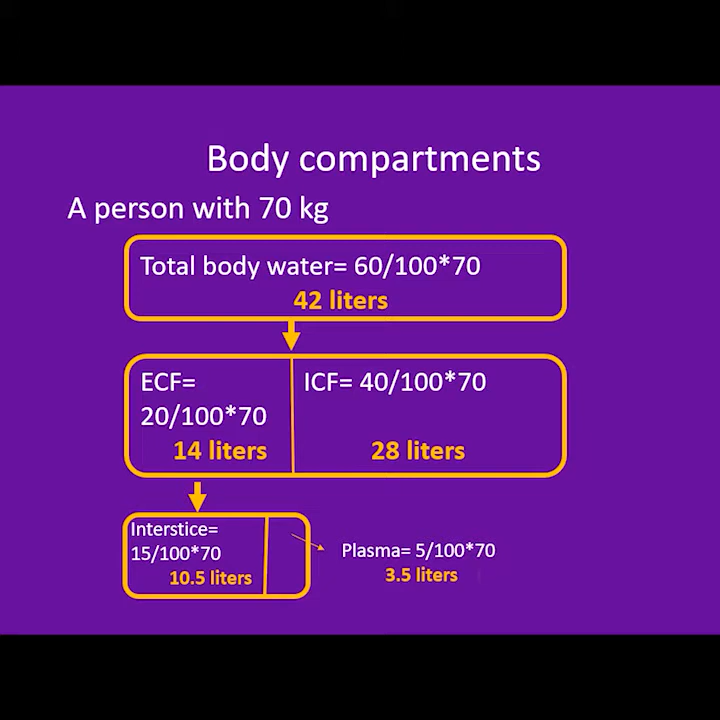 Body compartments
A person with 70 kg
Total body water= 60/100*70
42 liters
ECF=
20/100*70
14 liters
ICF= 40/100*70
28 liters
Interstice=
15/100*70
10.5 liters
Plasma= 5/100*70
3.5 liters